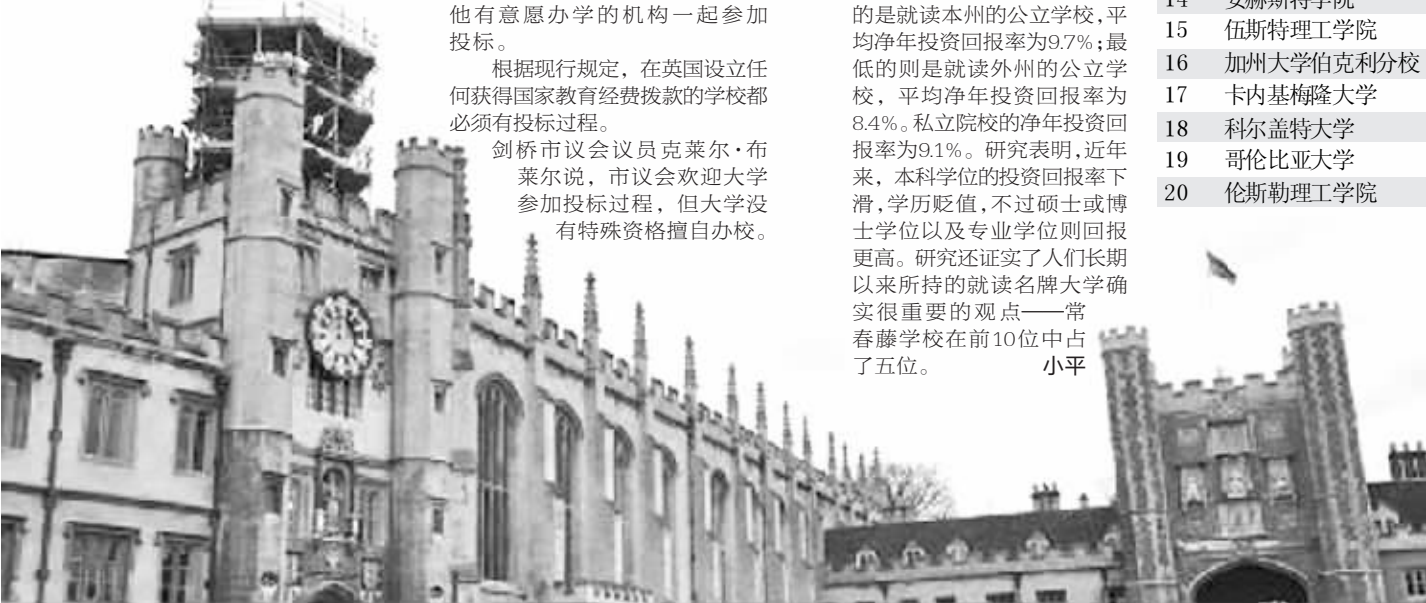 他有意愿办学的机构一起参加
投标。
根据现行规定，在英国设立任
何获得国家教育经费拨款的学校都
必须有投标过程。
剑桥市议会议员克莱尔·布
莱尔说，市议会欢迎大学
参加投标过程，但大学没
有特殊资格擅自办校。
的是就读本州的公立学校，平
均净年投资回报率为9.7%；最
低的则是就读外州的公立学
校，平均净年投资回报率为
8.4%。私立院校的净年投资回
报率为9.1%。研究表明，近年
来，本科学位的投资回报率下
滑，学历贬值，不过硕士或博
士学位以及专业学位则回报
更高。研究还证实了人们长期
以来所持的就读名牌大学确
实很重要的观点——常
春藤学校在前10位中占
了五位。 小平
14 安赫斯特学院
15 伍斯特理工学院
16 加州大学伯克利分校
17 卡内基梅隆大学
18 科尔盖特大学
19 哥伦比亚大学
20 伦斯勒理工学院